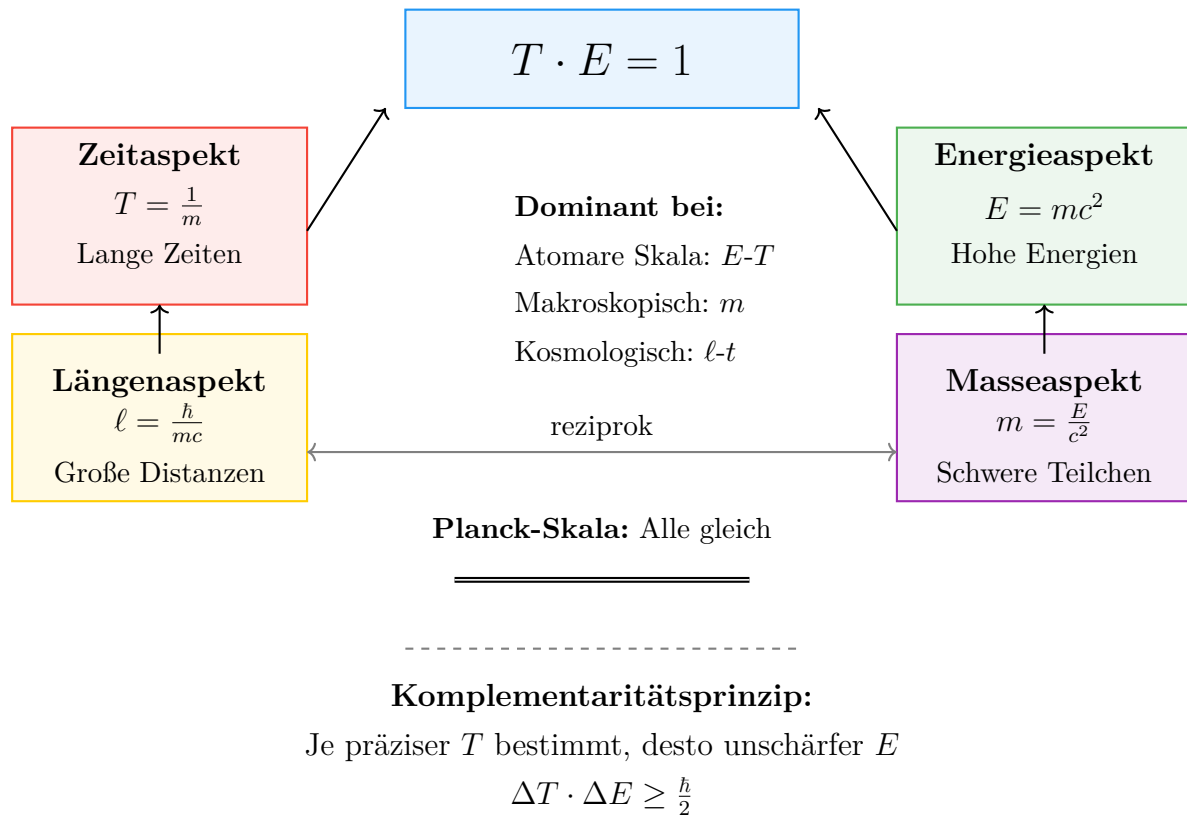 T · E = 1
Zeitaspekt
T = 1/m
Lange Zeiten
Energieaspekt
E = mc²
Hohe Energien
Dominant bei:
Atomare Skala: E-T
Makroskopisch: m
Kosmologisch: ℓ-t
Längenaspekt
ℓ = ħ/mc
Große Distanzen
reziprok
Masseaspekt
m = E/c²
Schwere Teilchen
Planck-Skala: Alle gleich
Komplementaritätsprinzip:
Je präziser T bestimmt, desto unschärfer E
ΔT · ΔE ≥ ħ/2